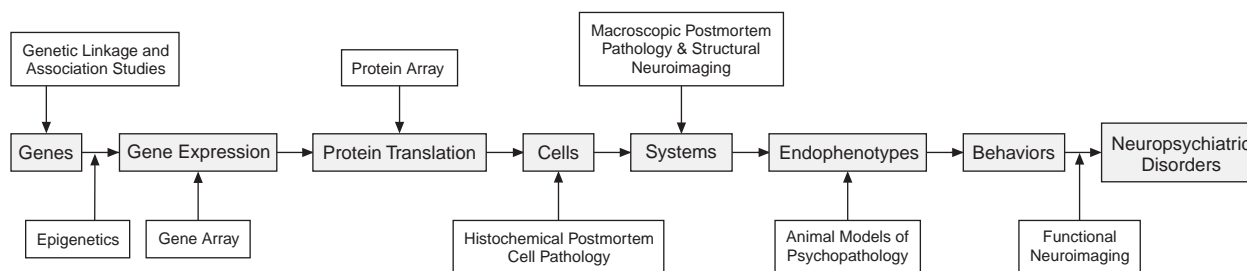 Genetic Linkage and
Association Studies
Protein Array
Macroscopic Postmortem
Pathology & Structural
Neuroimaging
Genes
Gene Expression
Protein Translation
Cells
Systems
Endophenotypes
Behaviors
Neuropsychiatric
Disorders
Epigenetics
Gene Array
Histochemical Postmortem
Cell Pathology
Animal Models of
Psychopathology
Functional
Neuroimaging